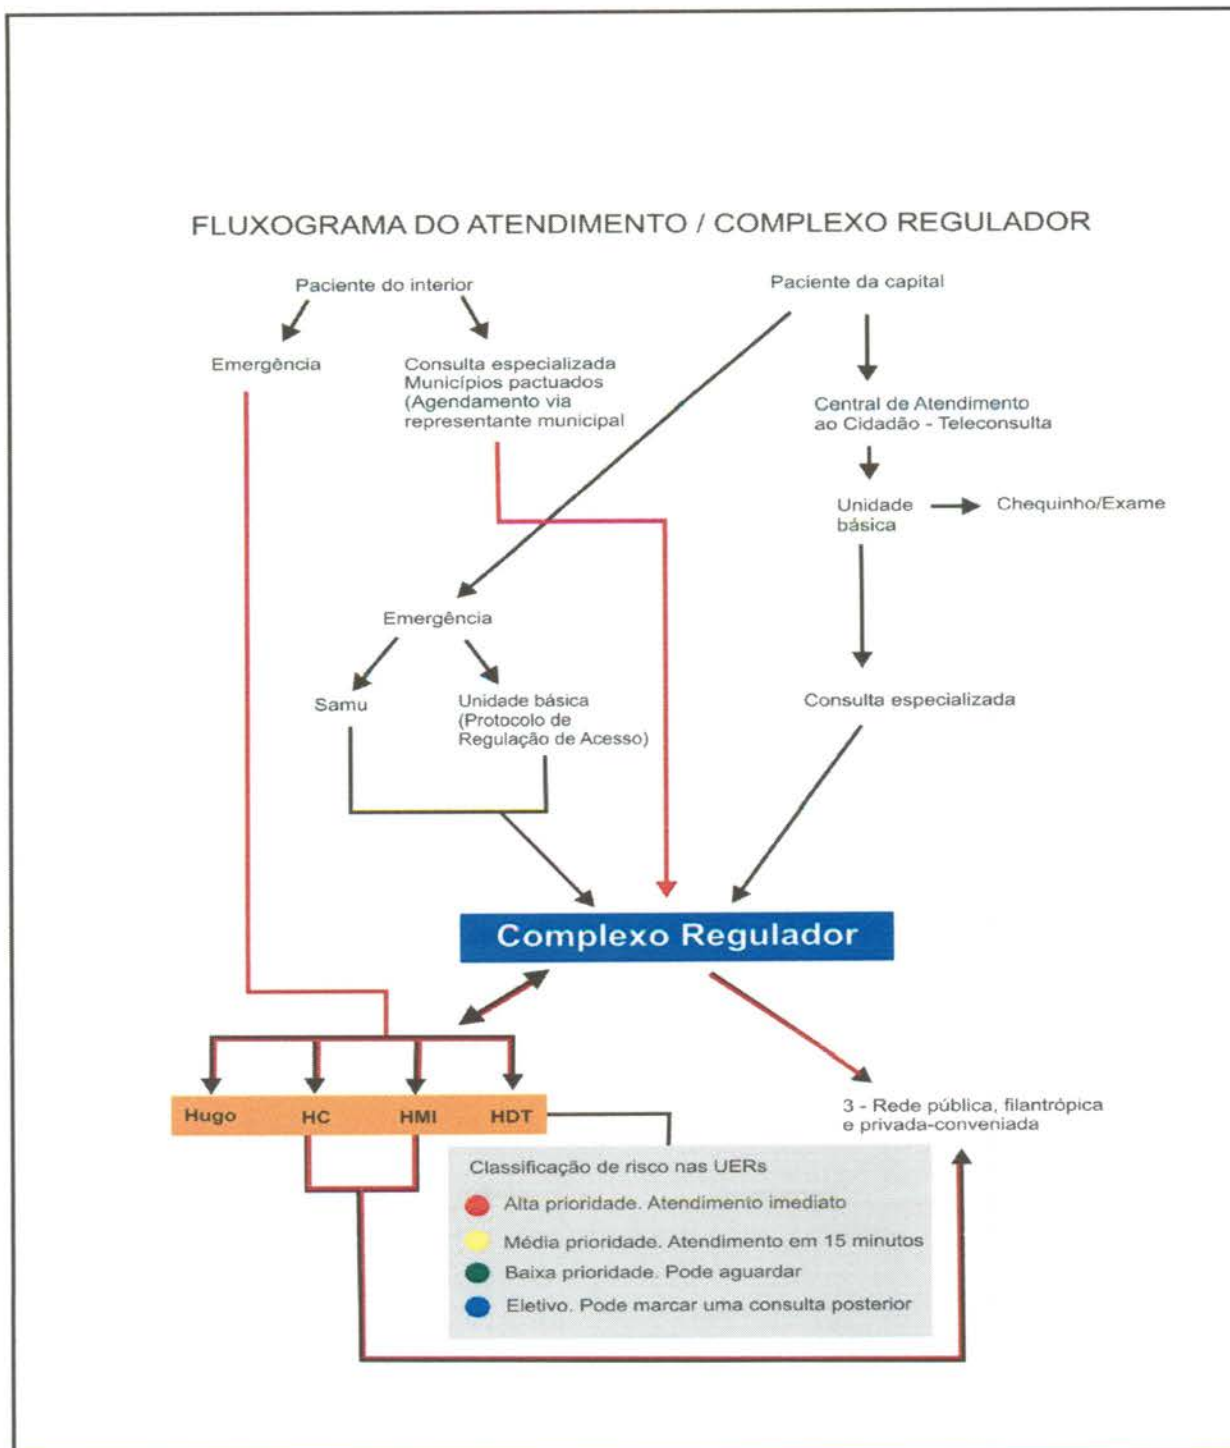 FLUXOGRAMA DO ATENDIMENTO / COMPLEXO REGULADOR
Paciente do interior
Paciente da capital
Emergência
Consulta especializada
Municípios pactuados
(Agendamento via
representante municipal
Central de Atendimento
ao Cidadão - Teleconsulta
Unidade
básica
Chequinho/Exame
Emergência
Samu
Unidade básica
(Protocolo de
Regulação de Acesso)
Consulta especializada
Complexo Regulador
Hugo
HC
HMI
HDT
3 - Rede pública, filantrópica
e privada-conveniada
Classificação de risco nas UERs
Alta prioridade. Atendimento imediato
Média prioridade. Atendimento em 15 minutos
Baixa prioridade. Pode aguardar
Eletivo. Pode marcar uma consulta posterior